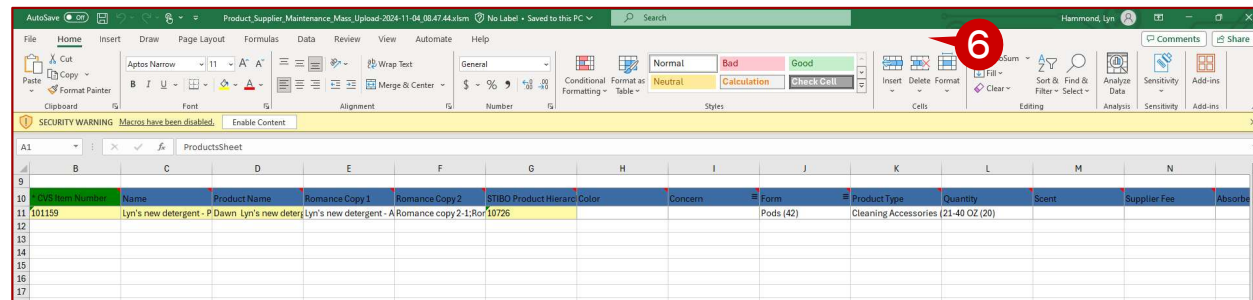 AutoSave Off Product_Supplier_Maintenance_Mass_Upload-2024-11-04_08.47.44.xlsm No Label • Saved to this PC Search Hammond, Lyn
File Home Insert Draw Page Layout Formulas Data Review View Automate Help Comments Share
6
Paste Cut Copy Format Painter
Clipboard
Aptos Narrow 11 A^ A˅
B I U A
Font
Wrap Text
Merge & Center
Alignment
General
$ % 9
Number
Conditional Formatting Format as Table
Normal Bad Good
Neutral Calculation Check Cell
Styles
Insert Delete Format
Cells
Fill
Clear
Sort & Filter Find & Select
Editing
Analyze Data
Analysis
Sensitivity
Sensitivity
Add-ins
Add-ins
SECURITY WARNING Macros have been disabled. Enable Content
A1 fx ProductsSheet
B C D E F G H I J K L M N
9
10 * CVS Item Number Name Product Name Romance Copy 1 Romance Copy 2 STIBO Product Hierarc Color Concern Form Product Type Quantity Scent Supplier Fee Absorbe
11 101159 Lyn's new detergent - P Dawn Lyn's new deterg Lyn's new detergent - A Romance copy 2-1;Ror 10726 Pods (42) Cleaning Accessories ( 21-40 OZ (20)
12
13
14
15
16
17